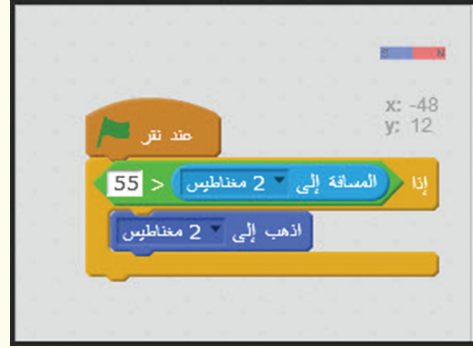 S N
x: -48
y: 12
عند نقر
إذا المسافة إلى 2 مغناطيس > 55
اذهب إلى 2 مغناطيس